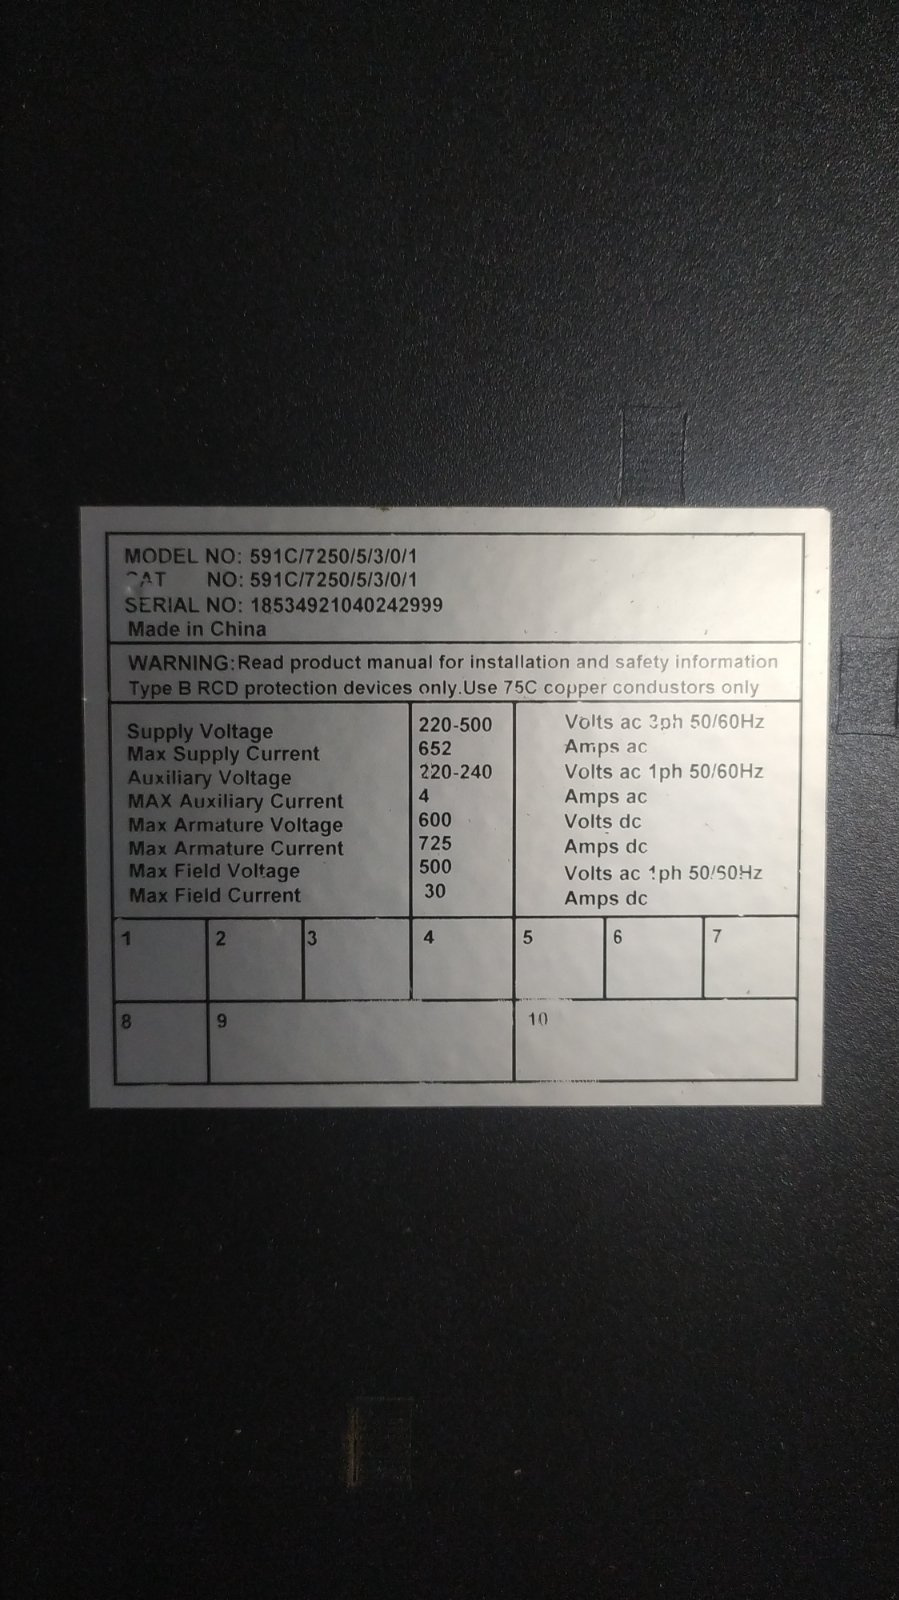 MODEL NO: 591C/7250/5/3/0/1
CAT NO: 591C/7250/5/3/0/1
SERIAL NO: 18534921040242999
Made in China
WARNING:Read product manual for installation and safety information
Type B RCD protection devices only.Use 75C copper condustors only
Supply Voltage 220-500 Volts ac 3ph 50/60Hz
Max Supply Current 652 Amps ac
Auxiliary Voltage 220-240 Volts ac 1ph 50/60Hz
MAX Auxiliary Current 4 Amps ac
Max Armature Voltage 600 Volts dc
Max Armature Current 725 Amps dc
Max Field Voltage 500 Volts ac 1ph 50/60Hz
Max Field Current 30 Amps dc
1 2 3 4 5 6 7
8 9 10